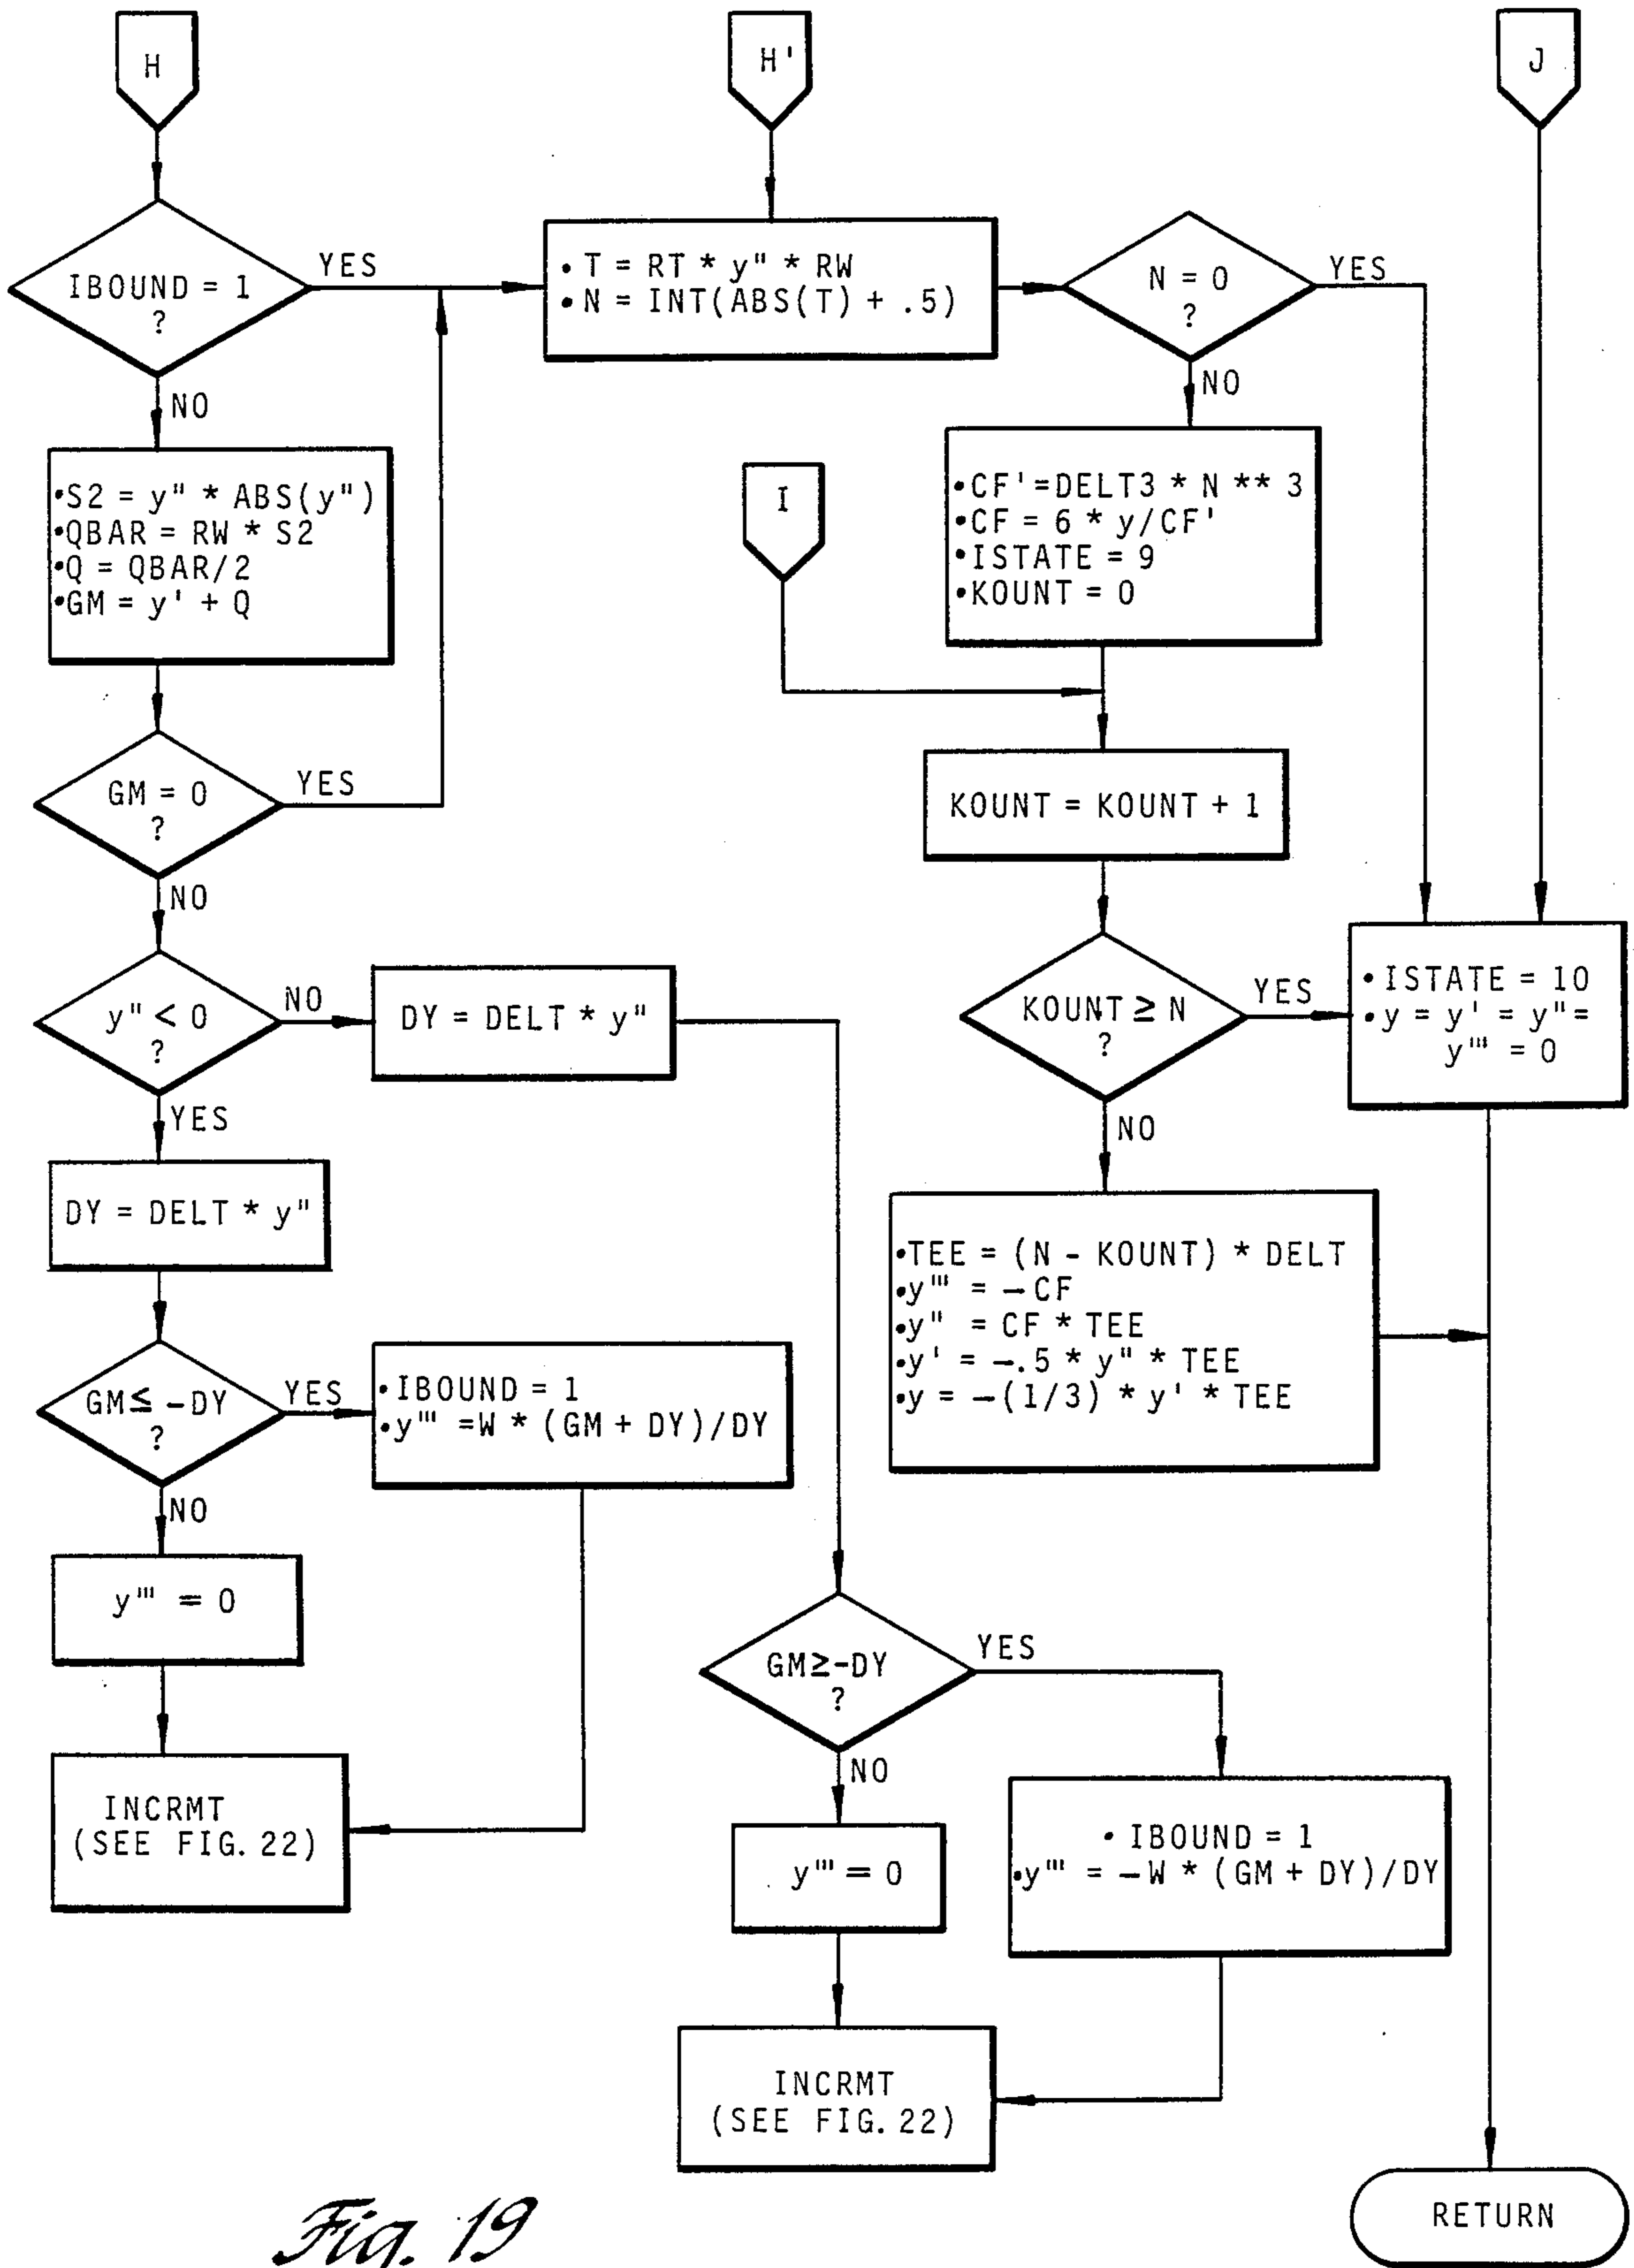 H
H'
J
IBOUND = 1
?
YES
NO
• T = RT * y" * RW
• N = INT(ABS(T) + .5)
N = 0
?
YES
NO
•S2 = y" * ABS(y")
•QBAR = RW * S2
•Q = QBAR/2
•GM = y' + Q
I
•CF'=DELT3 * N ** 3
•CF = 6 * y/CF'
•ISTATE = 9
•KOUNT = 0
GM = 0
?
YES
NO
KOUNT = KOUNT + 1
y" < 0
?
NO
YES
DY = DELT * y"
KOUNT ≥ N
?
YES
NO
• ISTATE = 10
• y = y' = y" =
y''' = 0
DY = DELT * y"
•TEE = (N - KOUNT) * DELT
•y''' = –CF
•y" = CF * TEE
•y' = –.5 * y" * TEE
•y = –(1/3) * y' * TEE
GM ≤ –DY
?
YES
NO
• IBOUND = 1
•y''' =W * (GM + DY)/DY
y''' = 0
GM≥-DY
?
YES
NO
INCRMT
(SEE FIG. 22)
y''' = 0
• IBOUND = 1
•y''' = –W * (GM + DY)/DY
INCRMT
(SEE FIG. 22)
RETURN
Fig. 19